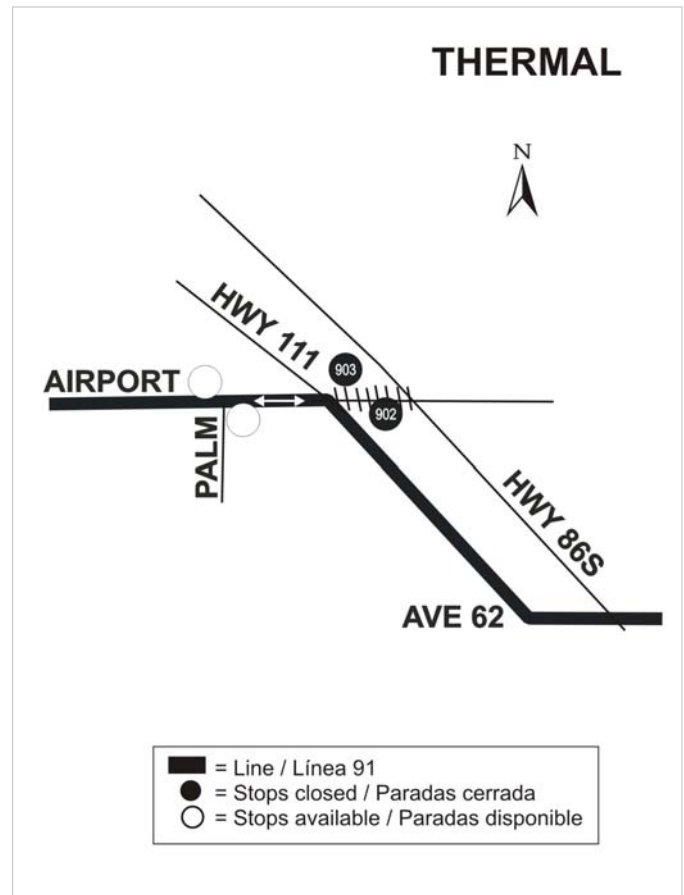 THERMAL
N
HWY 111
903
AIRPORT
902
PALM
HWY 86S
AVE 62
= Line / Línea 91
= Stops closed / Paradas cerrada
= Stops available / Paradas disponible